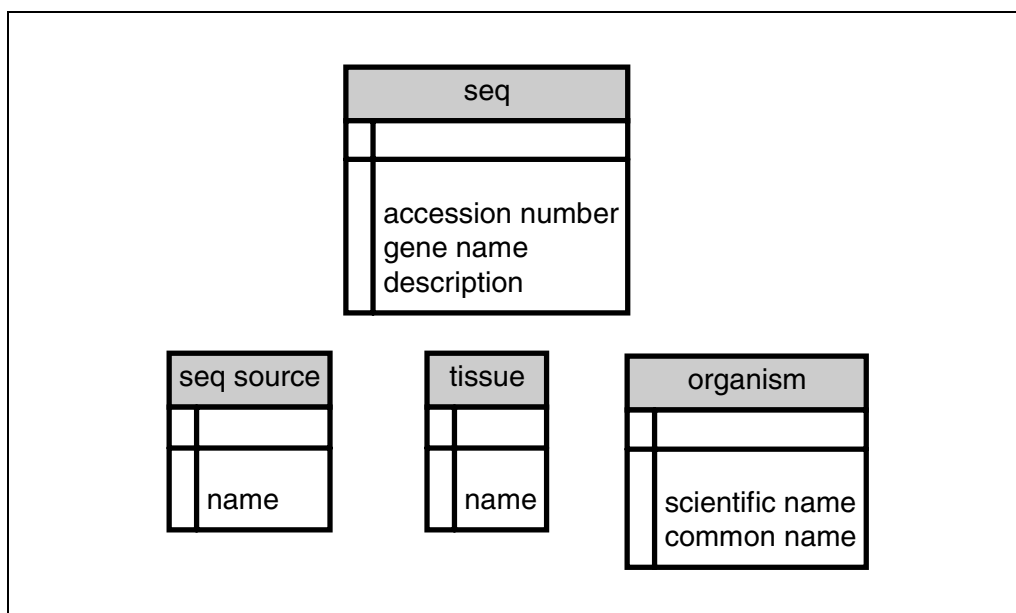 seq
accession number
gene name
description
seq source
name
tissue
name
organism
scientific name
common name